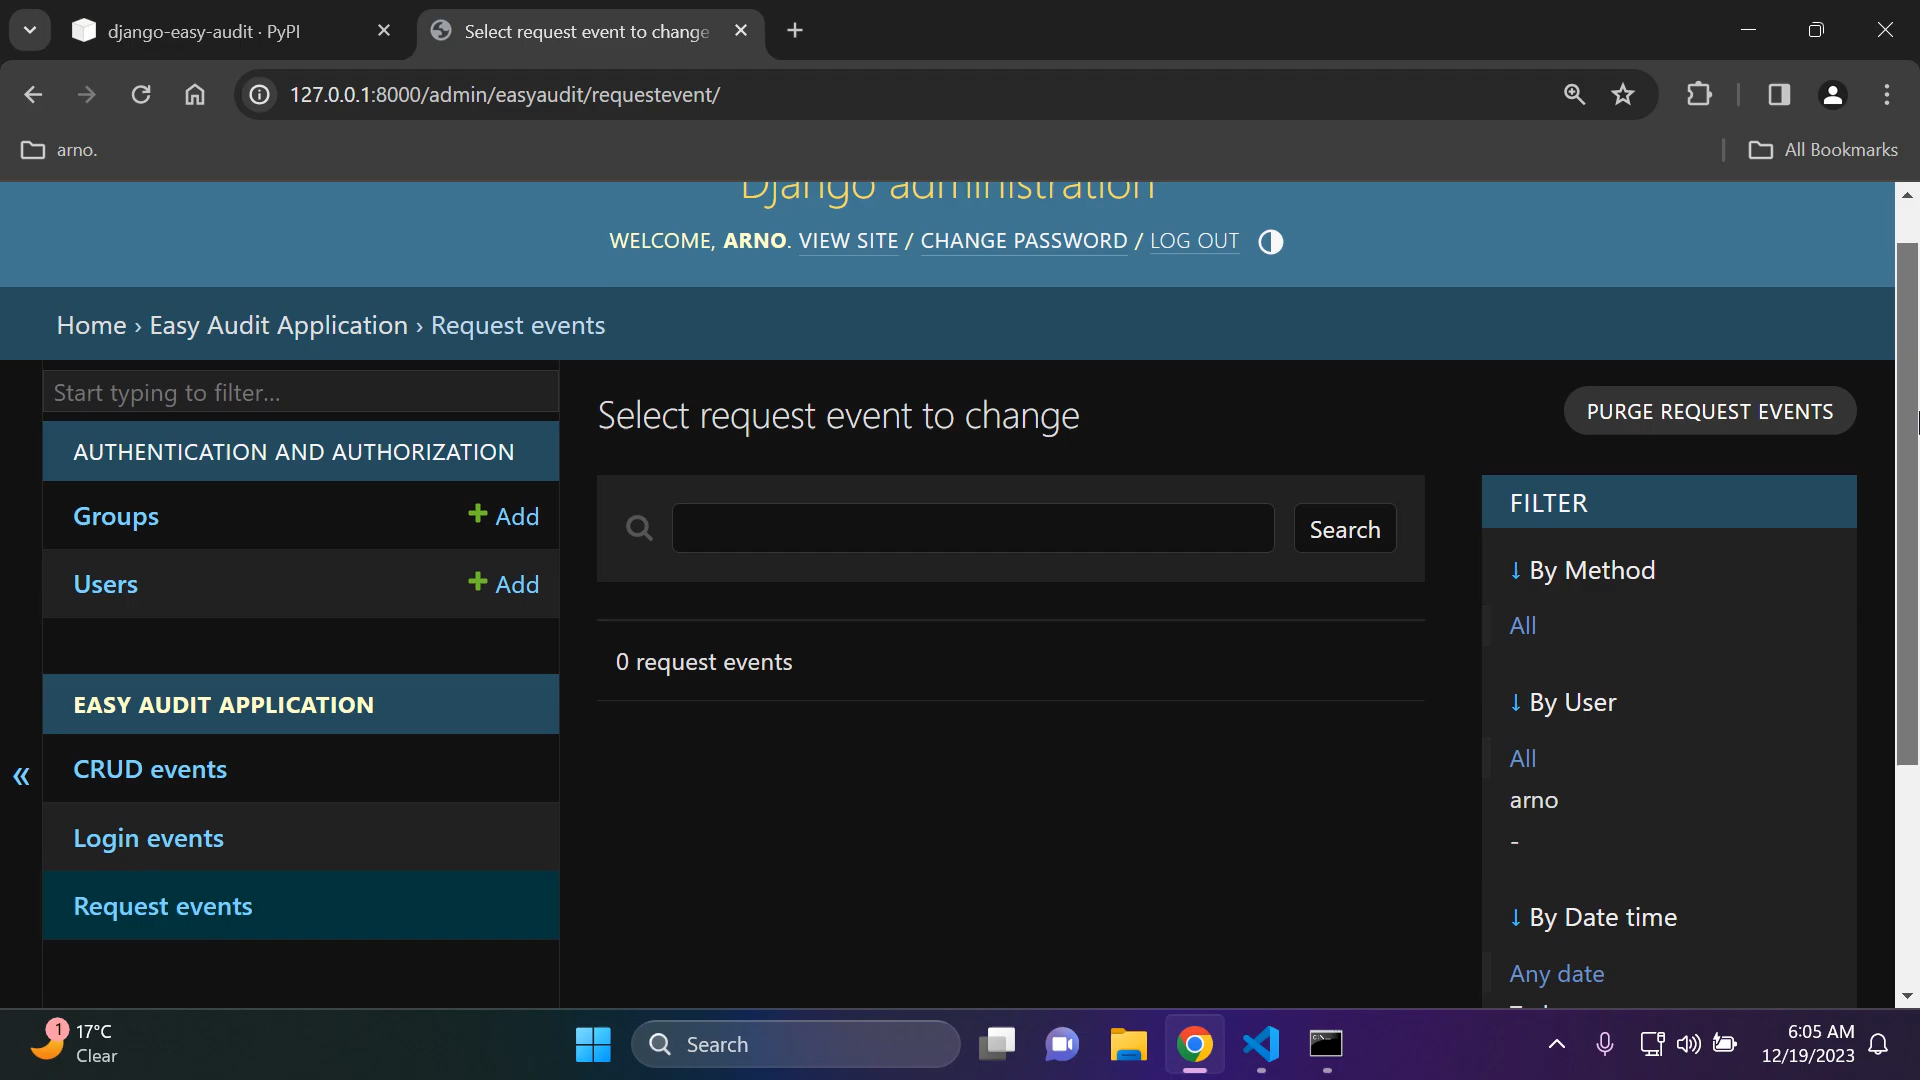 django-easy-audit · PyPI
Select request event to change
127.0.0.1:8000/admin/easyaudit/requestevent/
arno.
All Bookmarks
Django administration
WELCOME, ARNO. VIEW SITE / CHANGE PASSWORD / LOG OUT
Home › Easy Audit Application › Request events
Start typing to filter...
AUTHENTICATION AND AUTHORIZATION
Groups
+ Add
Users
+ Add
EASY AUDIT APPLICATION
CRUD events
Login events
Request events
«
Select request event to change
PURGE REQUEST EVENTS
Search
0 request events
FILTER
↓ By Method
All
↓ By User
All
arno
-
↓ By Date time
Any date
1
17°C
Clear
Search
6:05 AM
12/19/2023